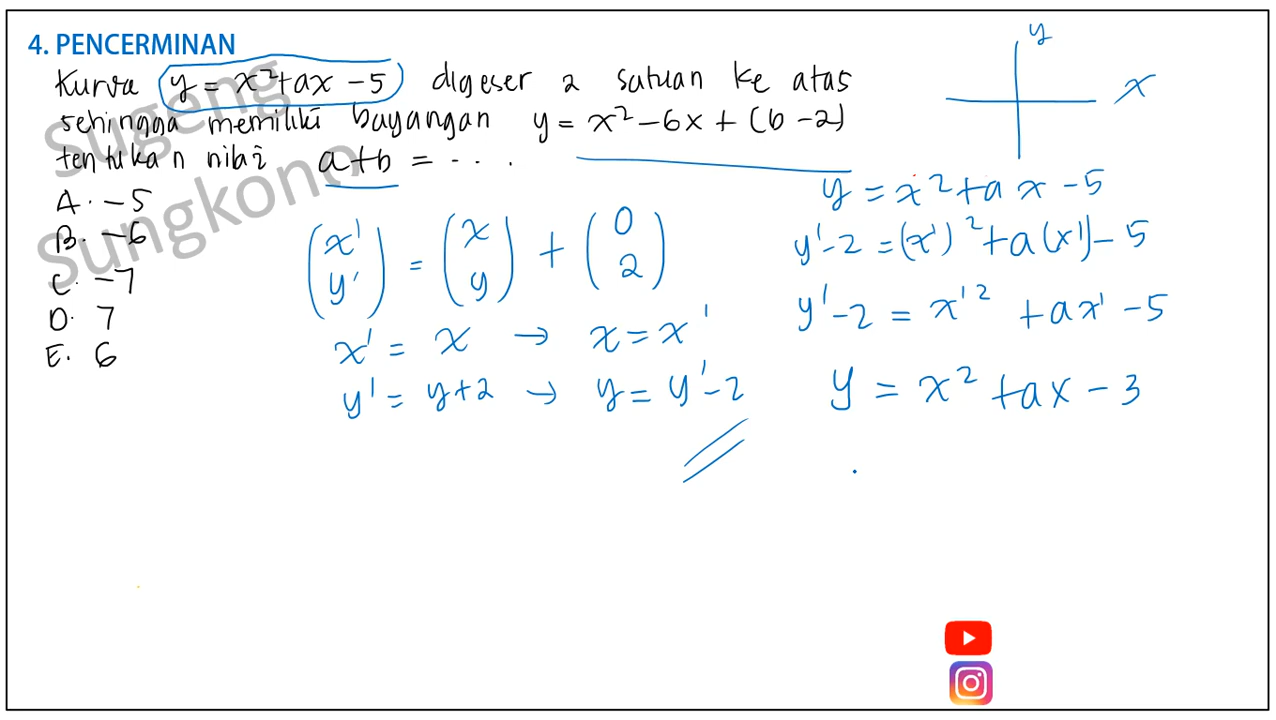 4. PENCERMINAN
Kurva y = x² + ax - 5 digeser 2 satuan ke atas
sehingga memiliki bayangan y = x² - 6x + (b - 2)
tentukan nilai a+b = ....
A. -5
B. -6
C. -7
D. 7
E. 6
Sugeng
Sungkono
y
x
(x' y') = (x y) + (0 2)
x' = x → x = x'
y' = y+2 → y = y'-2
y = x² + ax - 5
y'-2 = (x')² + a(x') - 5
y'-2 = x'² + ax' - 5
y = x² + ax - 3